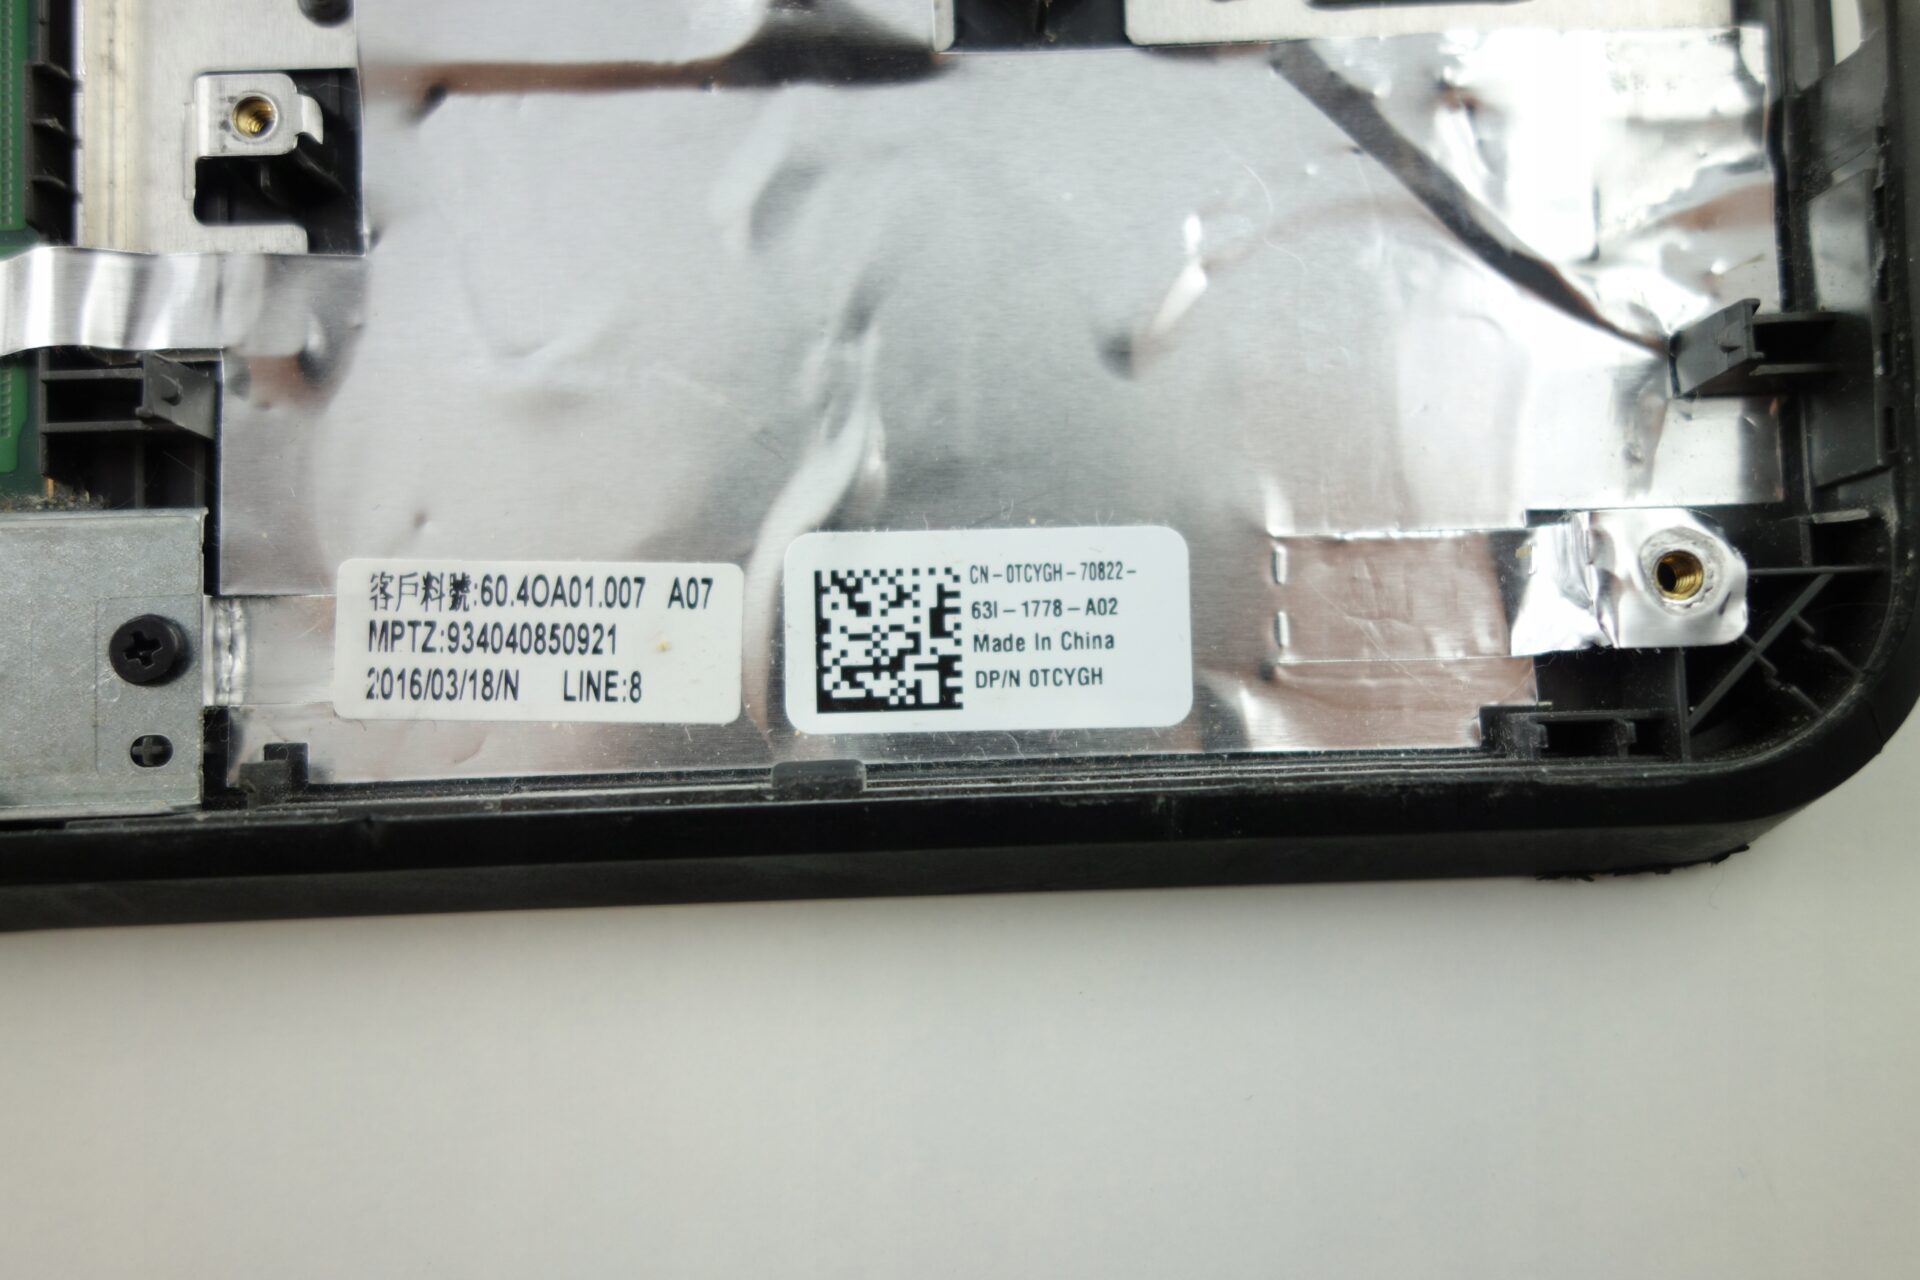 客戶料號:60.4OA01.007 A07
MPTZ:934040850921
2016/03/18/N LINE:8
CN-0TCYGH-70822-
63I-1778-A02
Made In China
DP/N 0TCYGH